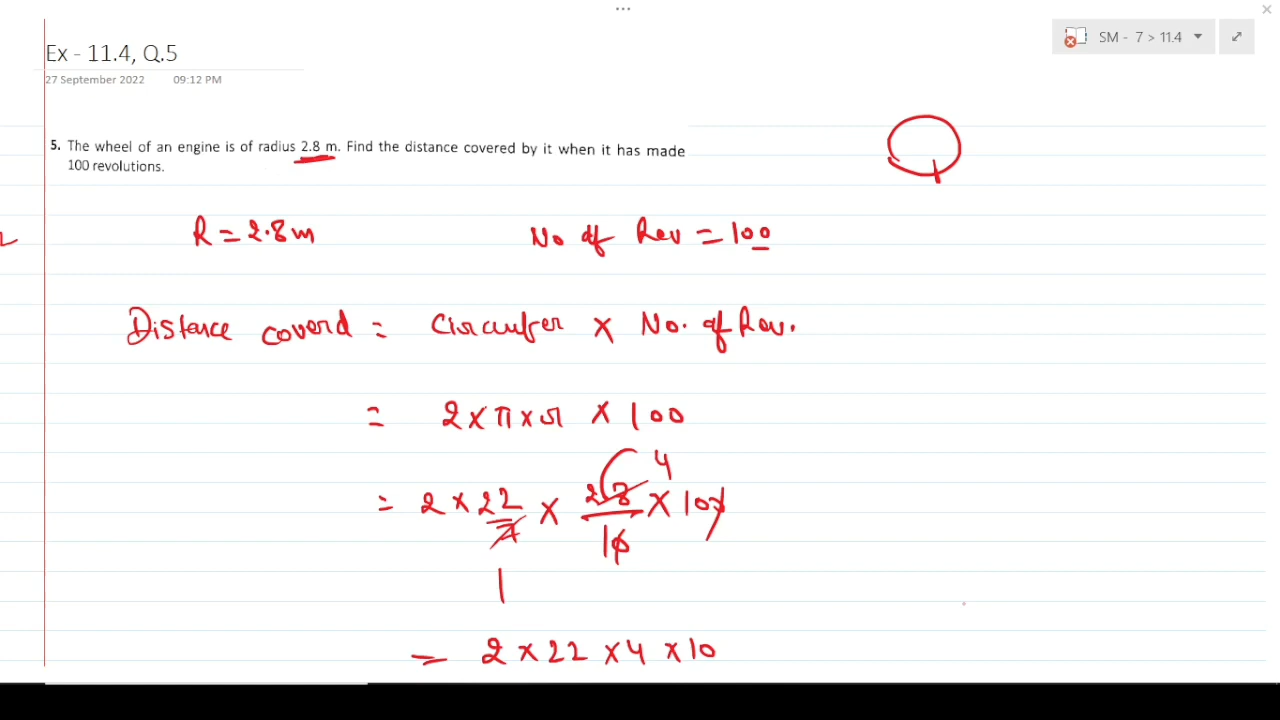 SM - 7 > 11.4
Ex - 11.4, Q.5
27 September 2022 09:12 PM
5. The wheel of an engine is of radius 2.8 m. Find the distance covered by it when it has made
100 revolutions.
R = 2.8m No of Rev = 100
Distance coverd = Circumfer × No. of Rev.
= 2 × π × r × 100
4
= 2 × 22/7 × 28/10 × 100
1
= 2 × 22 × 4 × 10